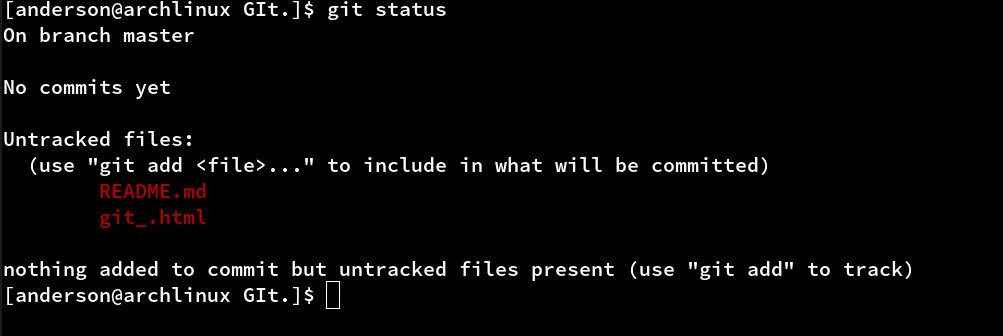 [anderson@archlinux GIt.]$ git status
On branch master
No commits yet
Untracked files:
(use "git add <file>..." to include in what will be committed)
README.md
git_.html
nothing added to commit but untracked files present (use "git add" to track)
[anderson@archlinux GIt.]$